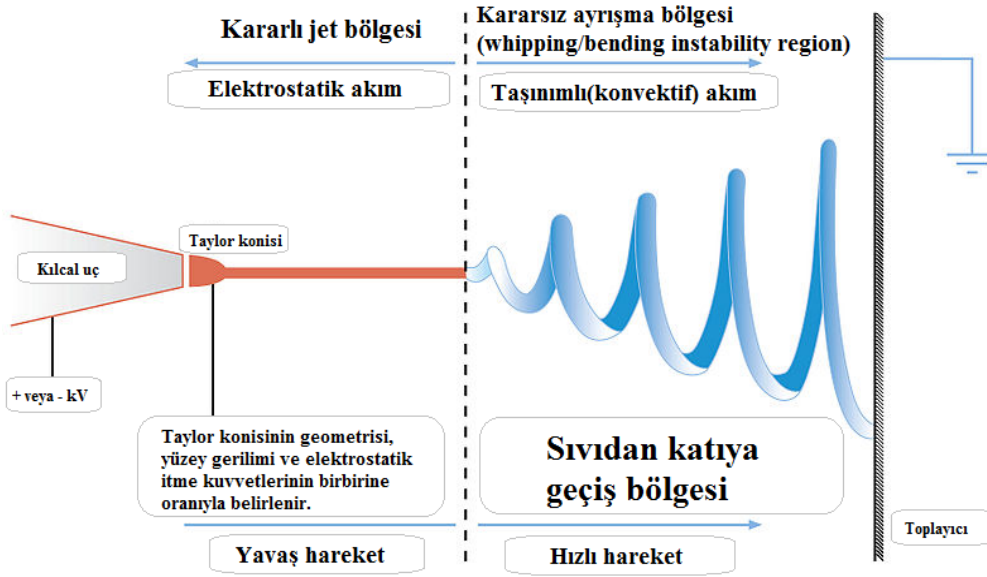 Kararlı jet bölgesi
Kararsız ayrışma bölgesi
(whipping/bending instability region)
Elektrostatik akım
Taşınımlı(konvektif) akım
Taylor konisi
Kılcal uç
+ veya - kV
Taylor konisinin geometrisi,
yüzey gerilimi ve elektrostatik
itme kuvvetlerinin birbirine
oranıyla belirlenir.
Sıvıdan katıya
geçiş bölgesi
Toplayıcı
Yavaş hareket
Hızlı hareket